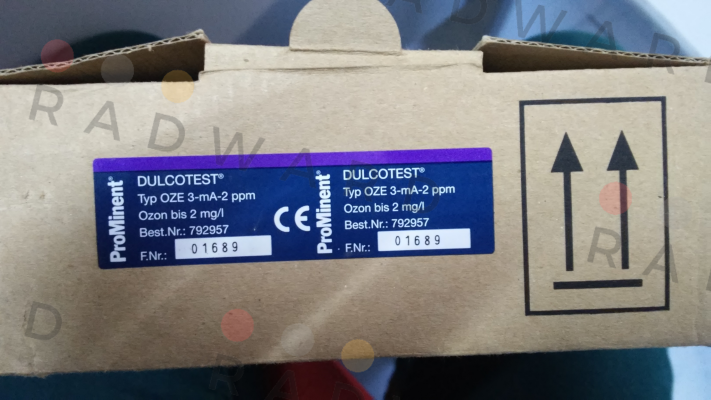 RADWARE
ProMinent®
DULCOTEST®
Typ OZE 3-mA-2 ppm
Ozon bis 2 mg/l
Best.Nr.: 792957
F.Nr.: 01689
CE
ProMinent®
DULCOTEST®
Typ OZE 3-mA-2 ppm
Ozon bis 2 mg/l
Best.Nr.: 792957
F.Nr.: 01689